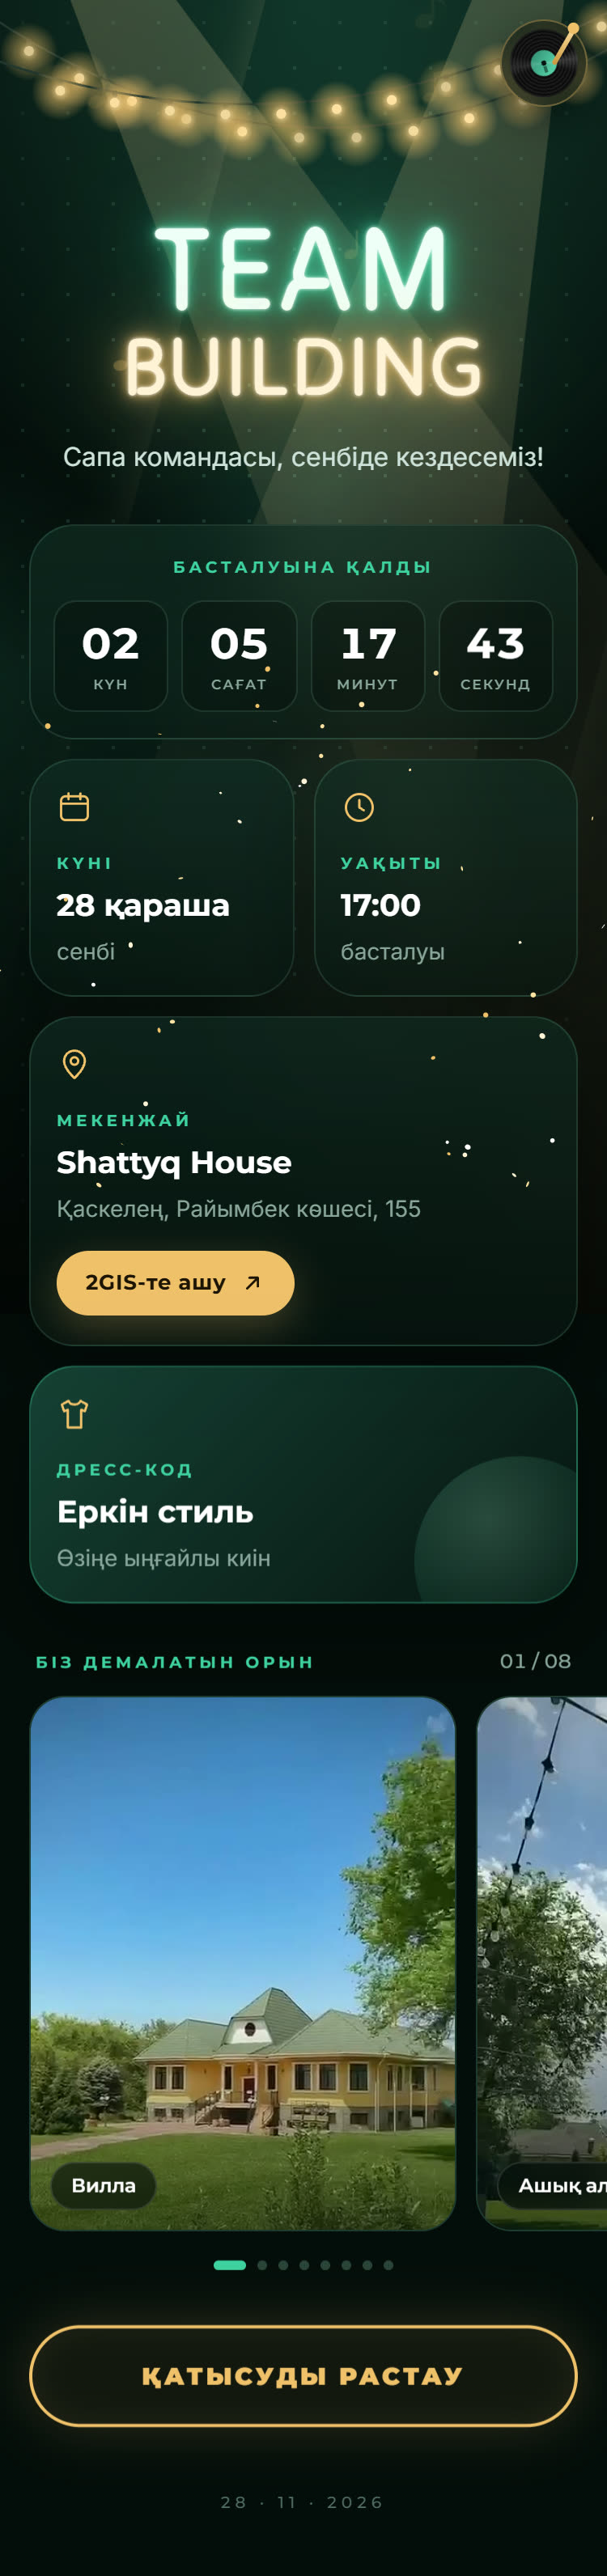 TEAM
BUILDING
Сапа командасы, сенбіде кездесеміз!
БАСТАЛУЫНА ҚАЛДЫ
02 05 17 43
КҮН САҒАТ МИНУТ СЕКУНД
КҮНІ
28 қараша
сенбі
УАҚЫТЫ
17:00
басталуы
МЕКЕНЖАЙ
Shattyq House
Қаскелең, Райымбек көшесі, 155
2GIS-те ашу
ДРЕСС-КОД
Еркін стиль
Өзіңе ыңғайлы киін
БІЗ ДЕМАЛАТЫН ОРЫН
01 / 08
Вилла
Ашық
ҚАТЫСУДЫ РАСТАУ
28 · 11 · 2026